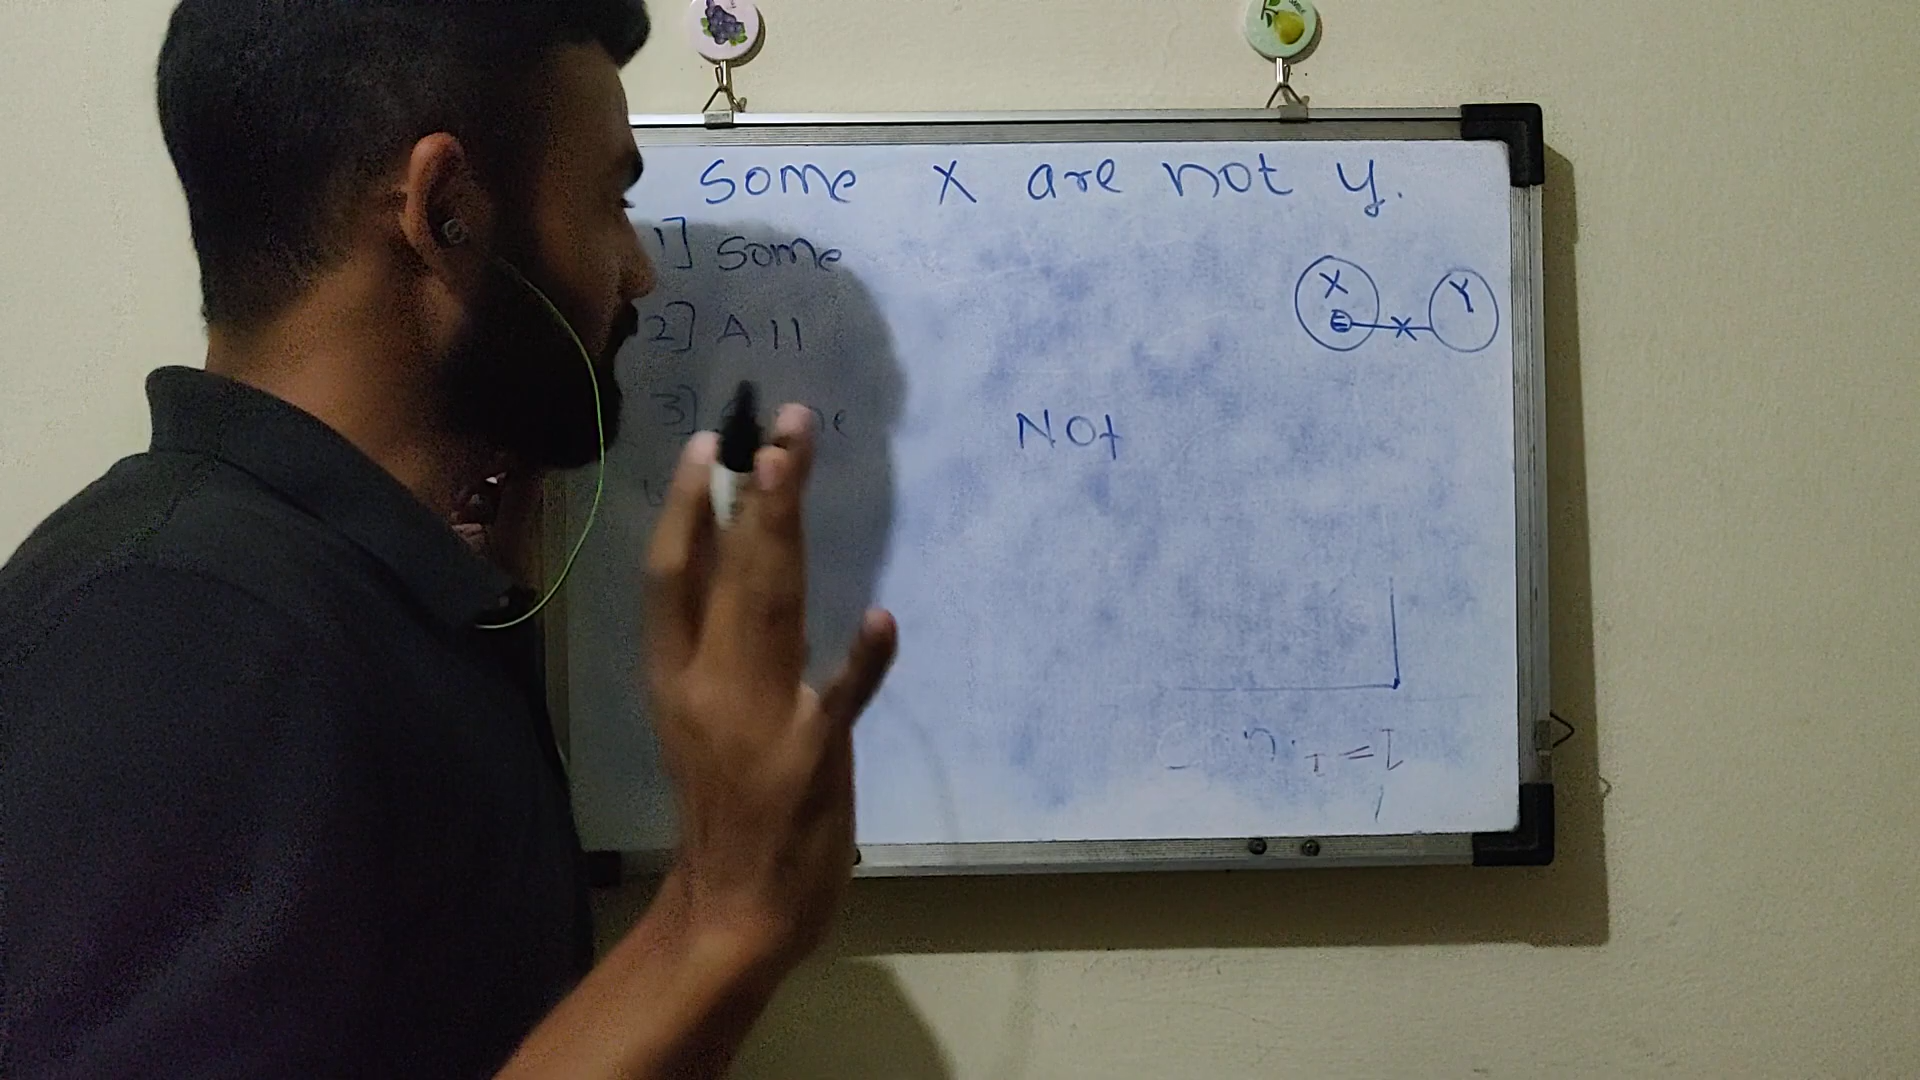 Some X are not y.
1] Some
2] All
3] Not
X Y